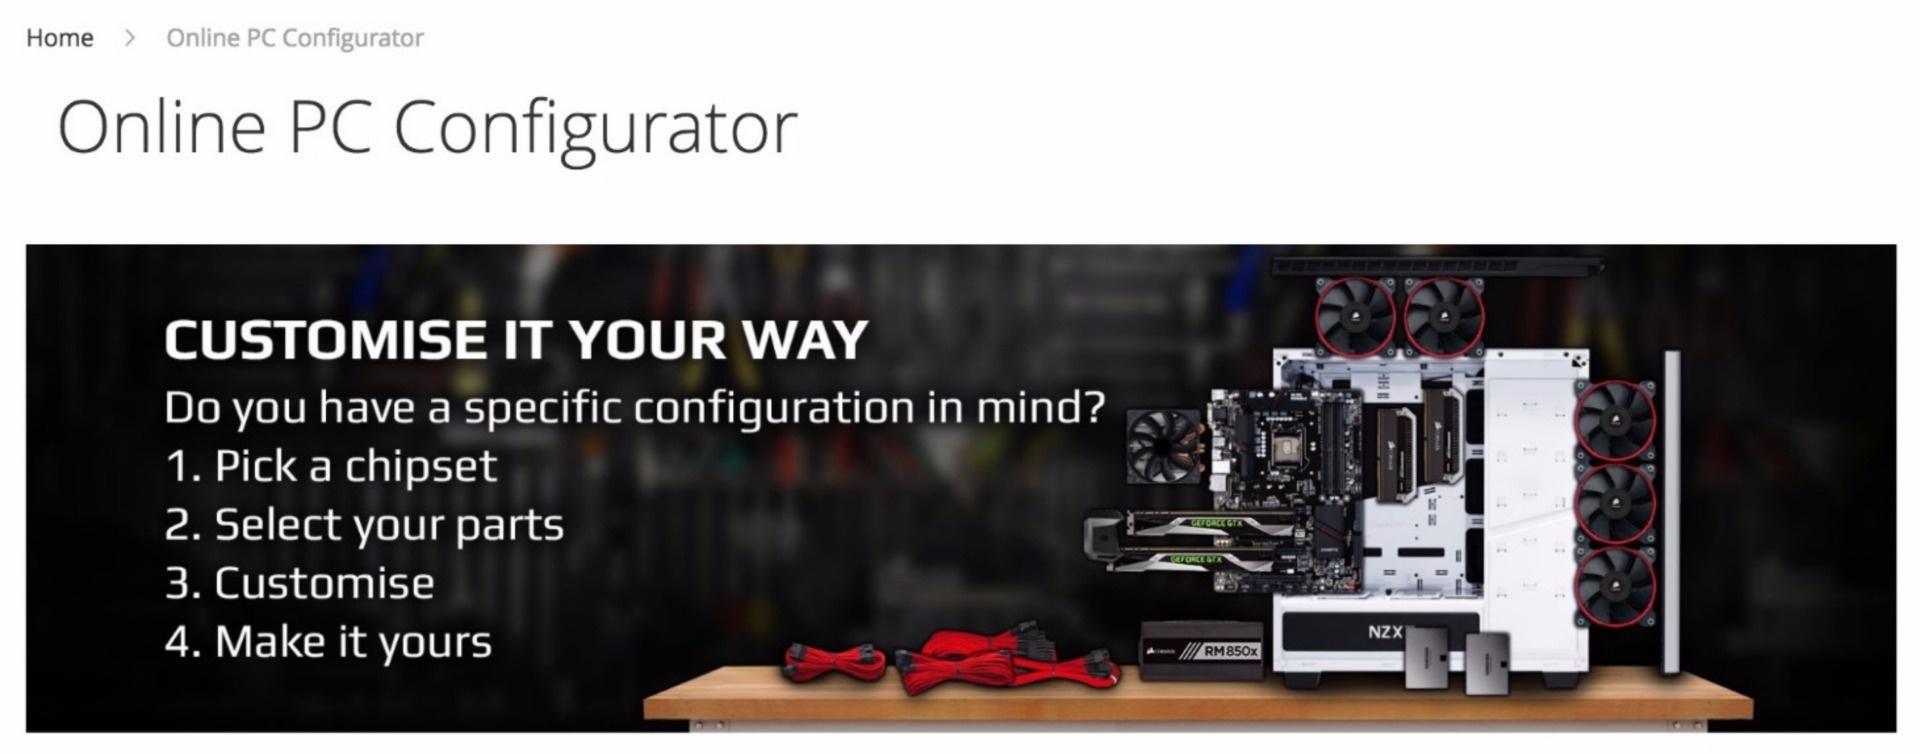 Home > Online PC Configurator
Online PC Configurator
CUSTOMISE IT YOUR WAY
Do you have a specific configuration in mind?
1. Pick a chipset
2. Select your parts
3. Customise
4. Make it yours
GEFORCE GTX
GEFORCE GTX
NZXT
RM850x